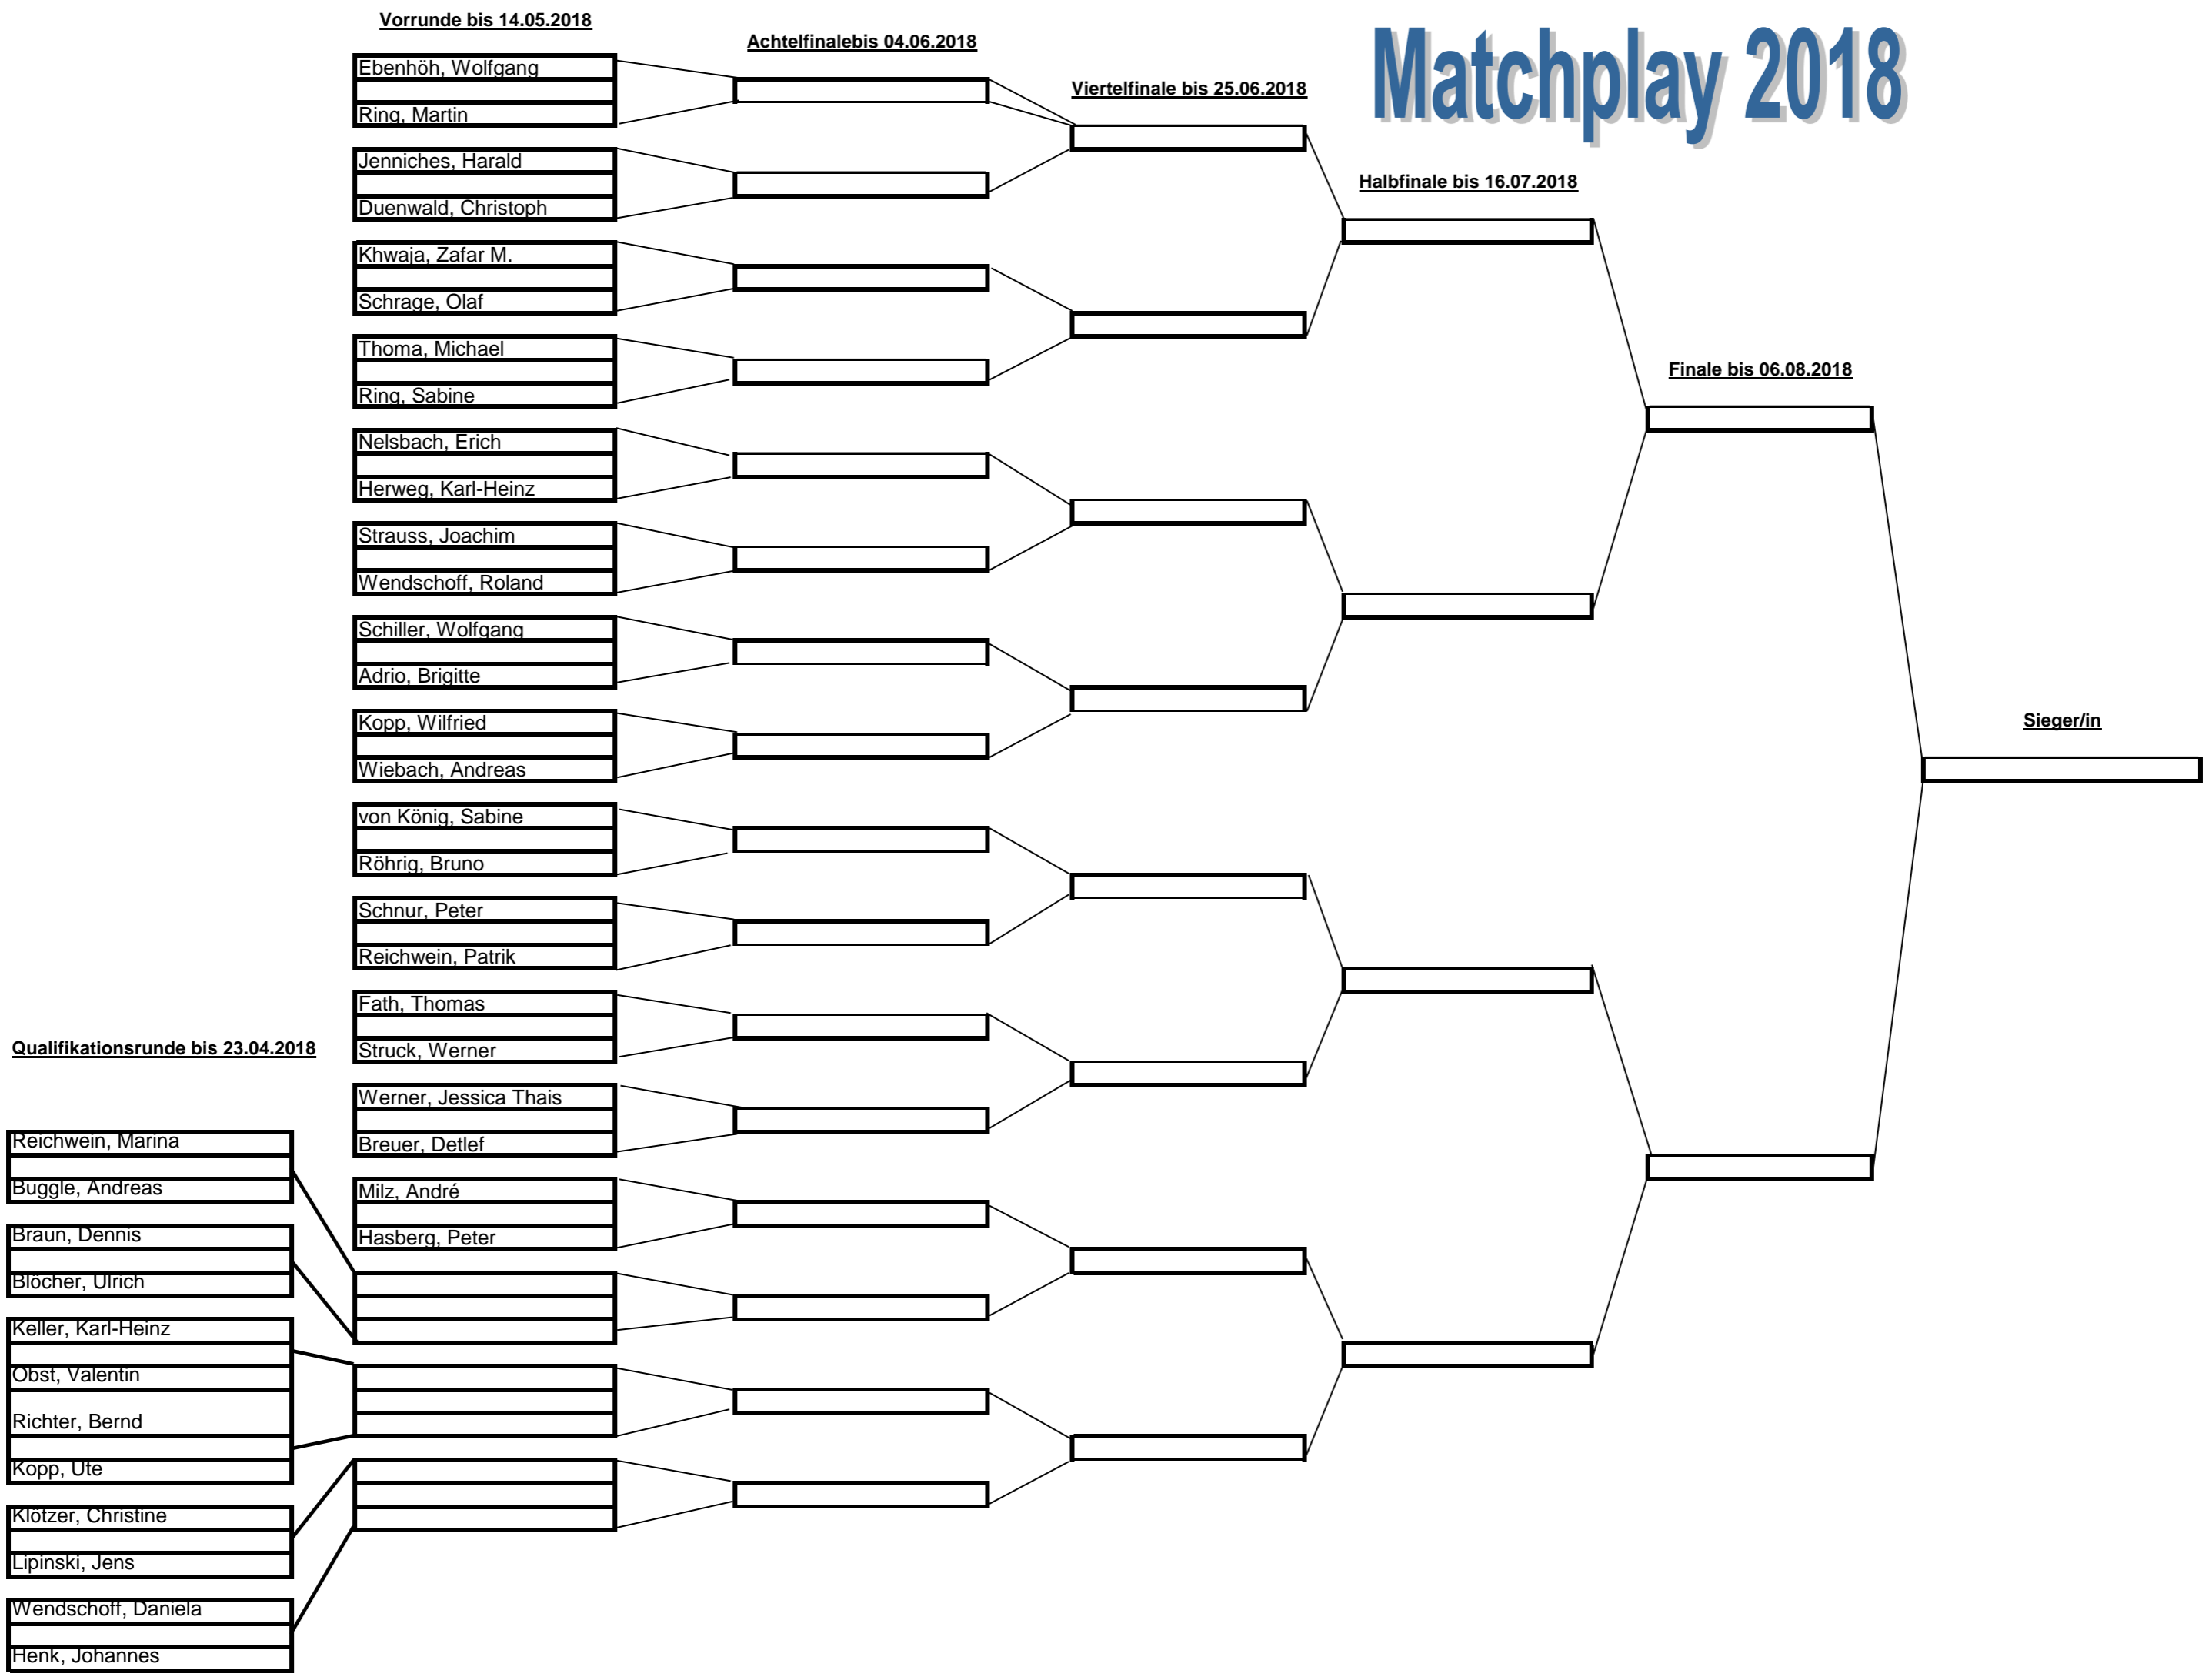 Matchplay 2018
Vorrunde bis 14.05.2018
Achtelfinalebis 04.06.2018
Viertelfinale bis 25.06.2018
Halbfinale bis 16.07.2018
Finale bis 06.08.2018
Sieger/in
Ebenhöh, Wolfgang
Ring, Martin
Jenniches, Harald
Duenwald, Christoph
Khwaja, Zafar M.
Schrage, Olaf
Thoma, Michael
Ring, Sabine
Nelsbach, Erich
Herweg, Karl-Heinz
Strauss, Joachim
Wendschoff, Roland
Schiller, Wolfgang
Adrio, Brigitte
Kopp, Wilfried
Wiebach, Andreas
von König, Sabine
Röhrig, Bruno
Schnur, Peter
Reichwein, Patrik
Fath, Thomas
Struck, Werner
Werner, Jessica Thais
Breuer, Detlef
Milz, André
Hasberg, Peter
Qualifikationsrunde bis 23.04.2018
Reichwein, Marina
Buggle, Andreas
Braun, Dennis
Blöcher, Ulrich
Keller, Karl-Heinz
Obst, Valentin
Richter, Bernd
Kopp, Ute
Klötzer, Christine
Lipinski, Jens
Wendschoff, Daniela
Henk, Johannes